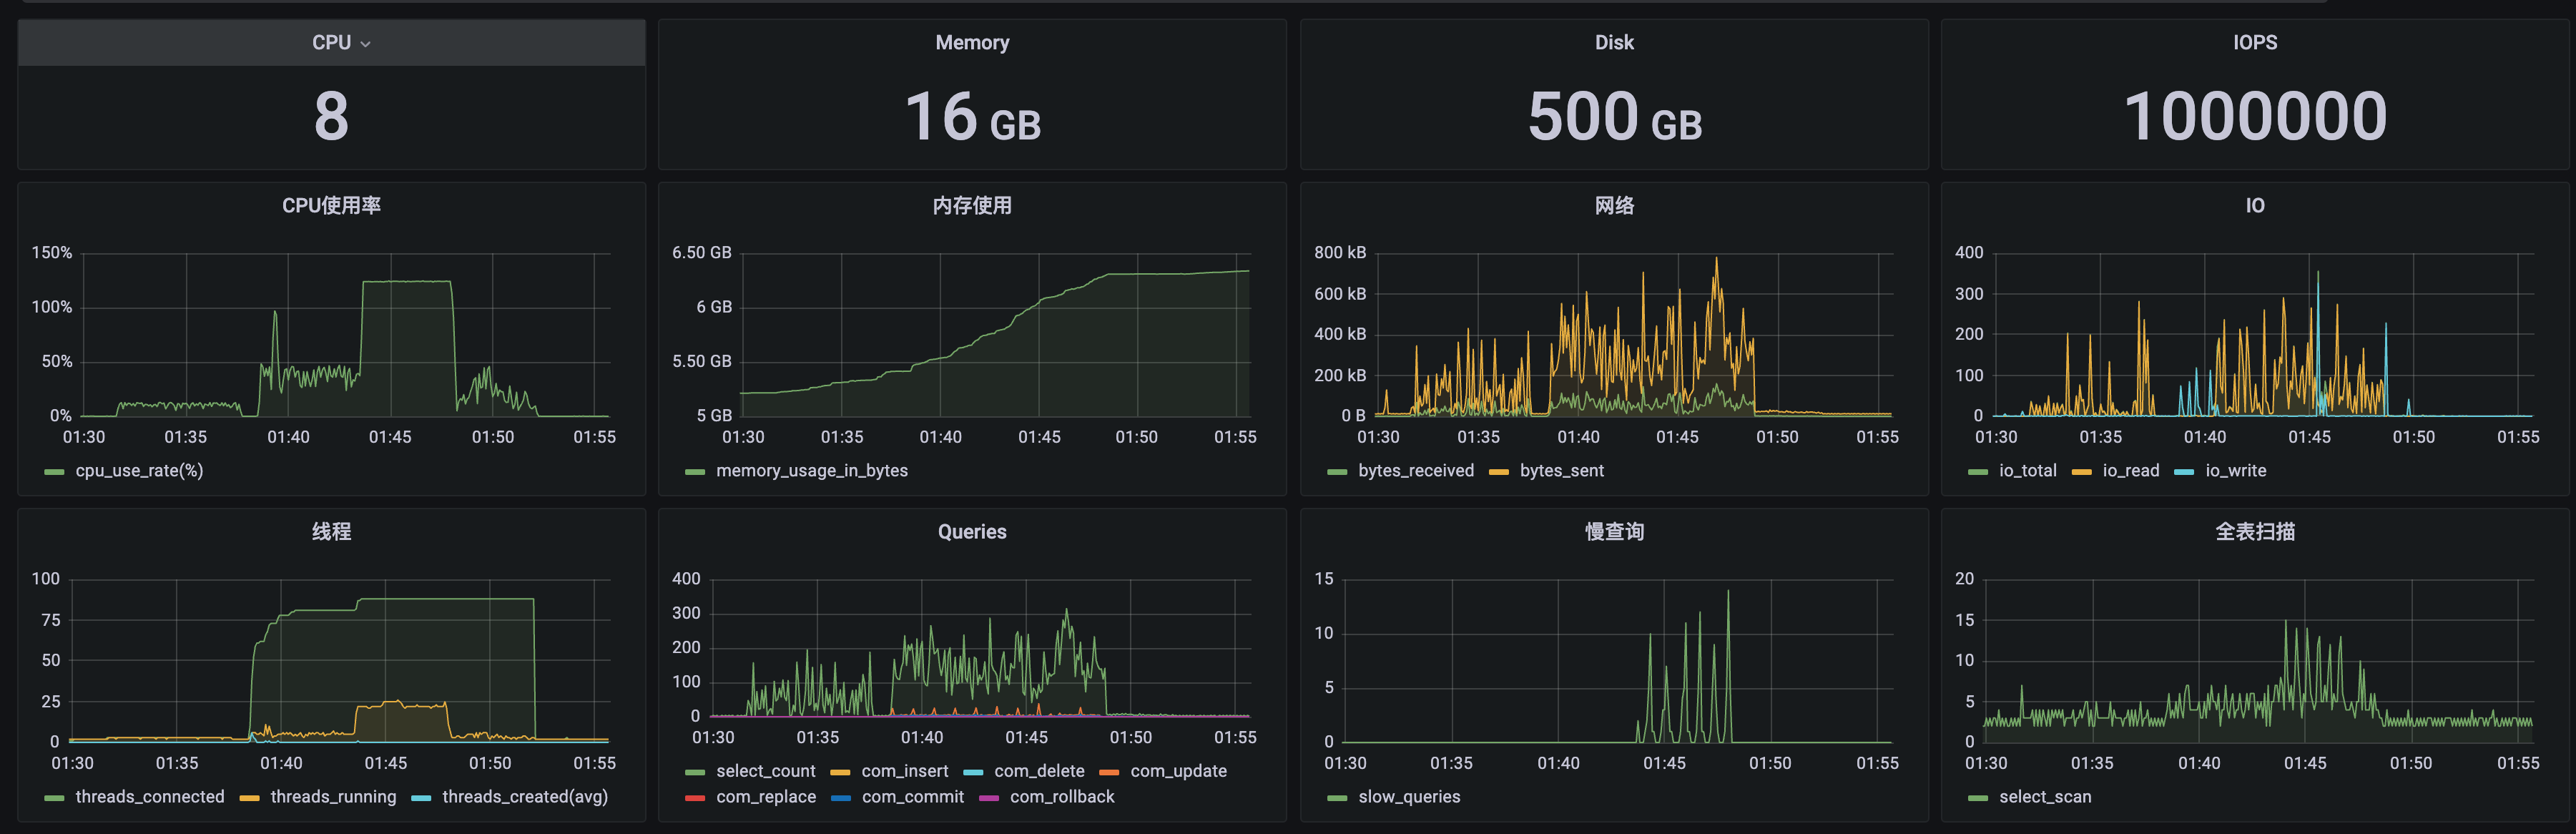 CPU
Memory
Disk
IOPS
8
16 GB
500 GB
1000000
CPU使用率
150%
100%
50%
0%
01:30 01:35 01:40 01:45 01:50 01:55
cpu_use_rate(%)
内存使用
6.50 GB
6 GB
5.50 GB
5 GB
01:30 01:35 01:40 01:45 01:50 01:55
memory_usage_in_bytes
网络
800 kB
600 kB
400 kB
200 kB
0 B
01:30 01:35 01:40 01:45 01:50 01:55
bytes_received bytes_sent
IO
400
300
200
100
0
01:30 01:35 01:40 01:45 01:50 01:55
io_total io_read io_write
线程
100
75
50
25
0
01:30 01:35 01:40 01:45 01:50 01:55
threads_connected threads_running threads_created(avg)
Queries
400
300
200
100
0
01:30 01:35 01:40 01:45 01:50 01:55
select_count com_insert com_delete com_update
com_replace com_commit com_rollback
慢查询
15
10
5
0
01:30 01:35 01:40 01:45 01:50 01:55
slow_queries
全表扫描
20
15
10
5
0
01:30 01:35 01:40 01:45 01:50 01:55
select_scan